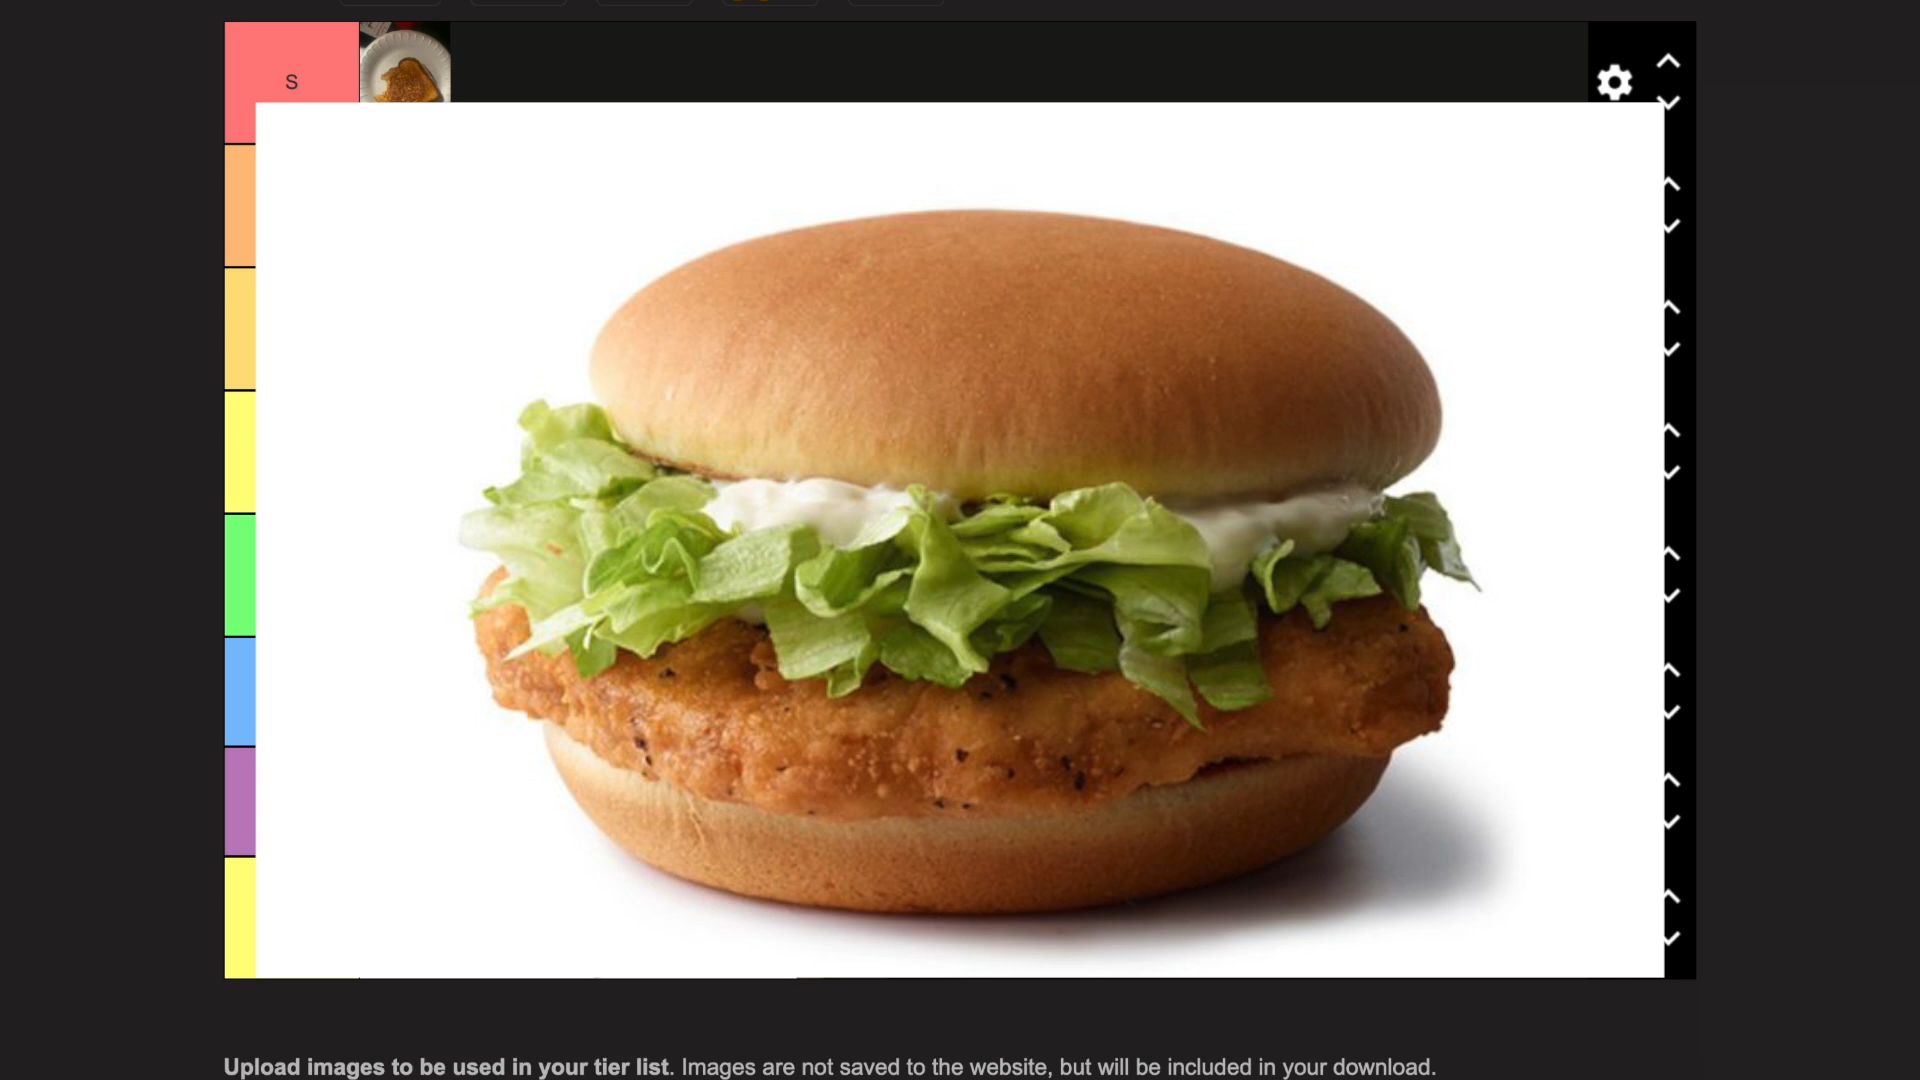 S
Upload images to be used in your tier list. Images are not saved to the website, but will be included in your download.